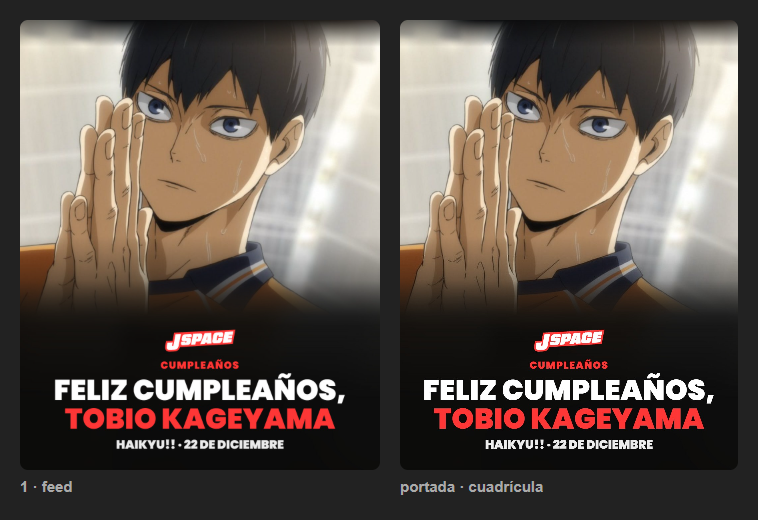 JSPACE
CUMPLEAÑOS
FELIZ CUMPLEAÑOS,
TOBIO KAGEYAMA
HAIKYU!! · 22 DE DICIEMBRE
1 · feed
JSPACE
CUMPLEAÑOS
FELIZ CUMPLEAÑOS,
TOBIO KAGEYAMA
HAIKYU!! · 22 DE DICIEMBRE
portada · cuadrícula